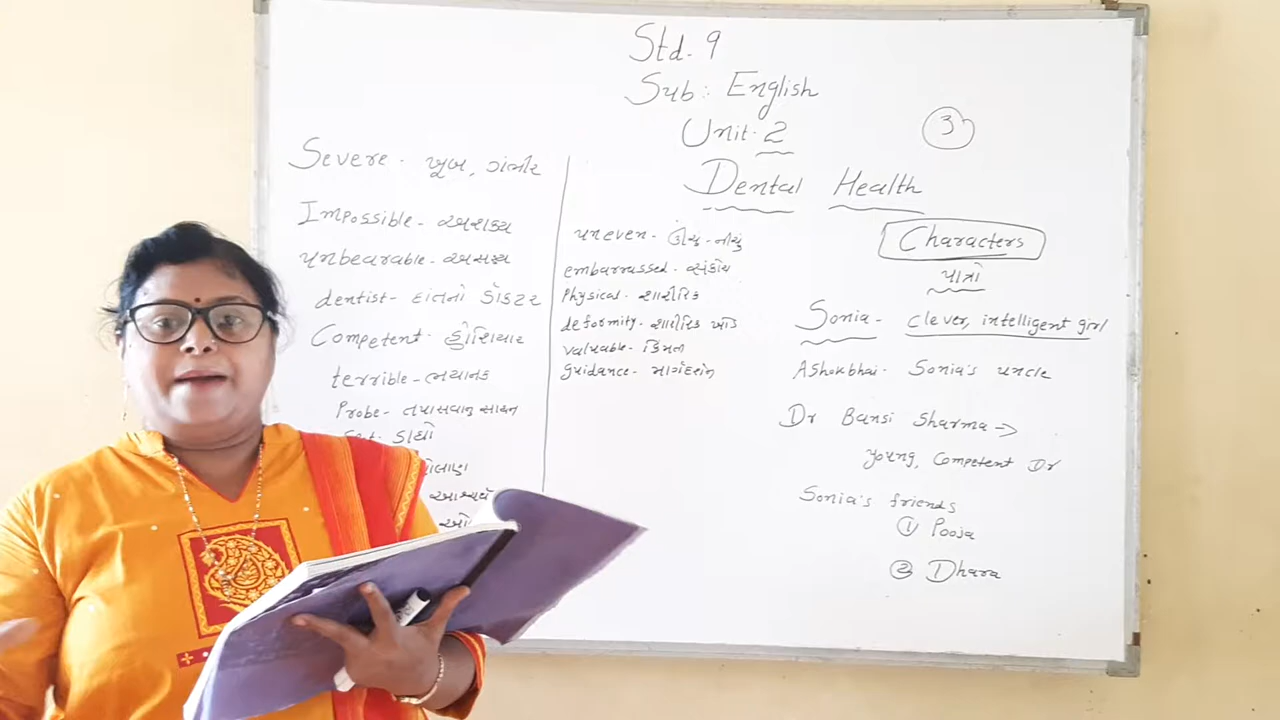 Std. 9
Sub: English
Unit. 2
3
Dental Health
Severe - ખૂબ, ગંભીર
Impossible - અશક્ય
unbearable - અસહ્ય
dentist - દાંતનો ડૉકટર
Competent - હોંશિયાર
terrible - ભયાનક
Probe - તપાસવાનુ સાધન
ડાઘો
uneven - ઊંચુ-નીચું
embarrassed - સંકોચ
Physical - શારીરિક
deformity - શારીરિક ખોડ
valuable - કિંમતી
guidance - માર્ગદર્શન
Characters
પાત્રો
Sonia - Clever, intelligent girl
Ashokbhai - Sonia's uncle
Dr Bansi Sharma →
young, Competent Dr
Sonia's friends
① Pooja
② Dhara